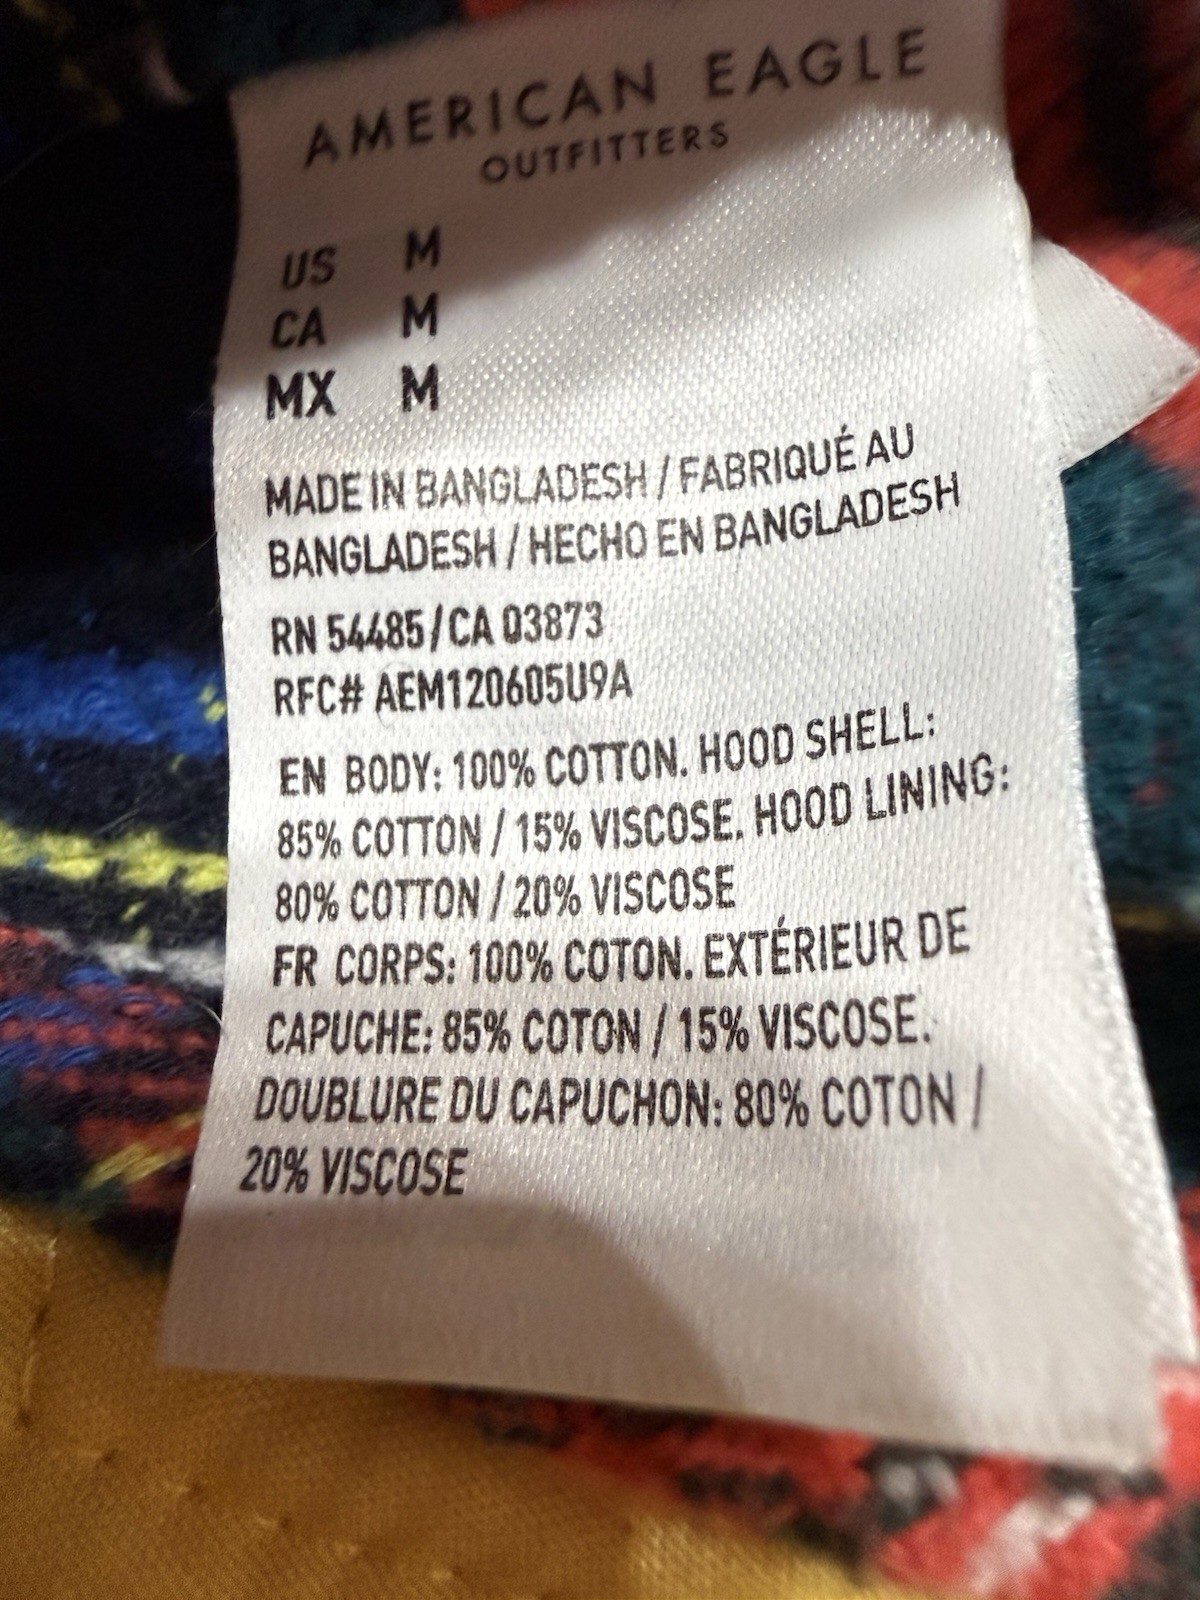 AMERICAN EAGLE
OUTFITTERS
US M
CA M
MX M
MADE IN BANGLADESH / FABRIQUÉ AU
BANGLADESH / HECHO EN BANGLADESH
RN 54485/CA 03873
RFC# AEM120605U9A
EN BODY: 100% COTTON. HOOD SHELL:
85% COTTON / 15% VISCOSE. HOOD LINING:
80% COTTON / 20% VISCOSE
FR CORPS: 100% COTON. EXTÉRIEUR DE
CAPUCHE: 85% COTON / 15% VISCOSE.
DOUBLURE DU CAPUCHON: 80% COTON /
20% VISCOSE